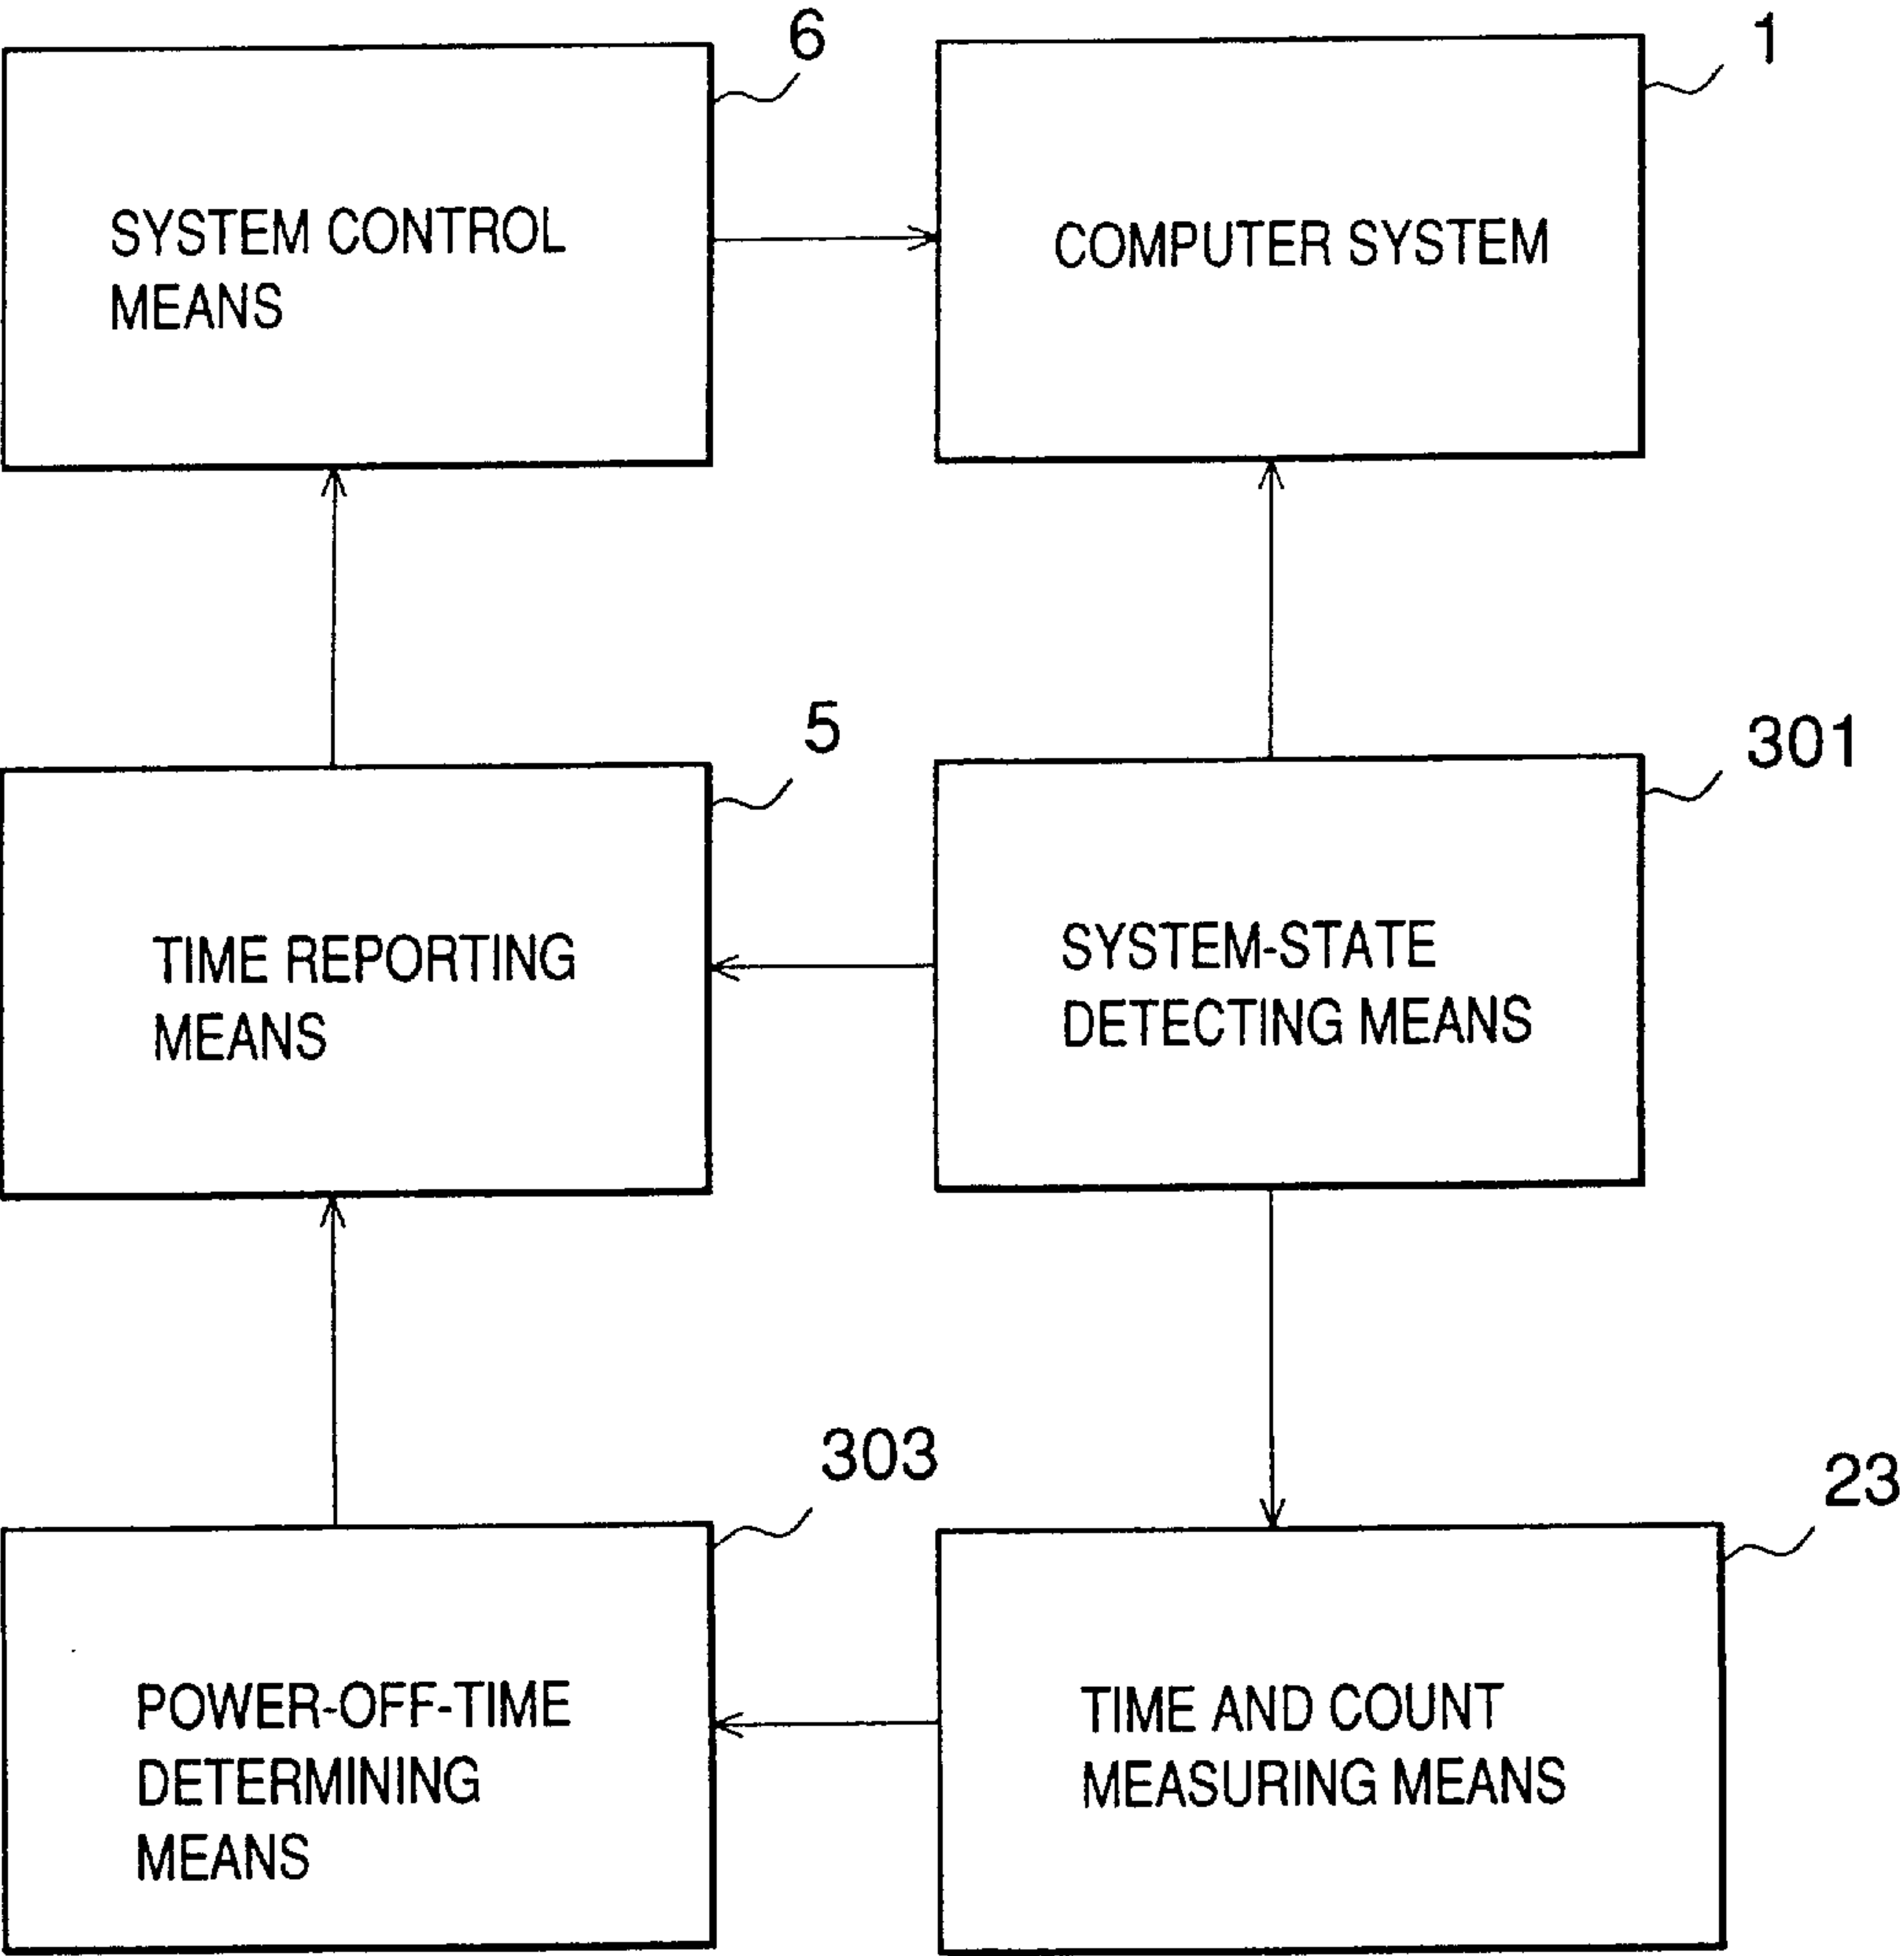 6
1
SYSTEM CONTROL
MEANS
COMPUTER SYSTEM
5
301
TIME REPORTING
MEANS
SYSTEM-STATE
DETECTING MEANS
303
23
POWER-OFF-TIME
DETERMINING
MEANS
TIME AND COUNT
MEASURING MEANS